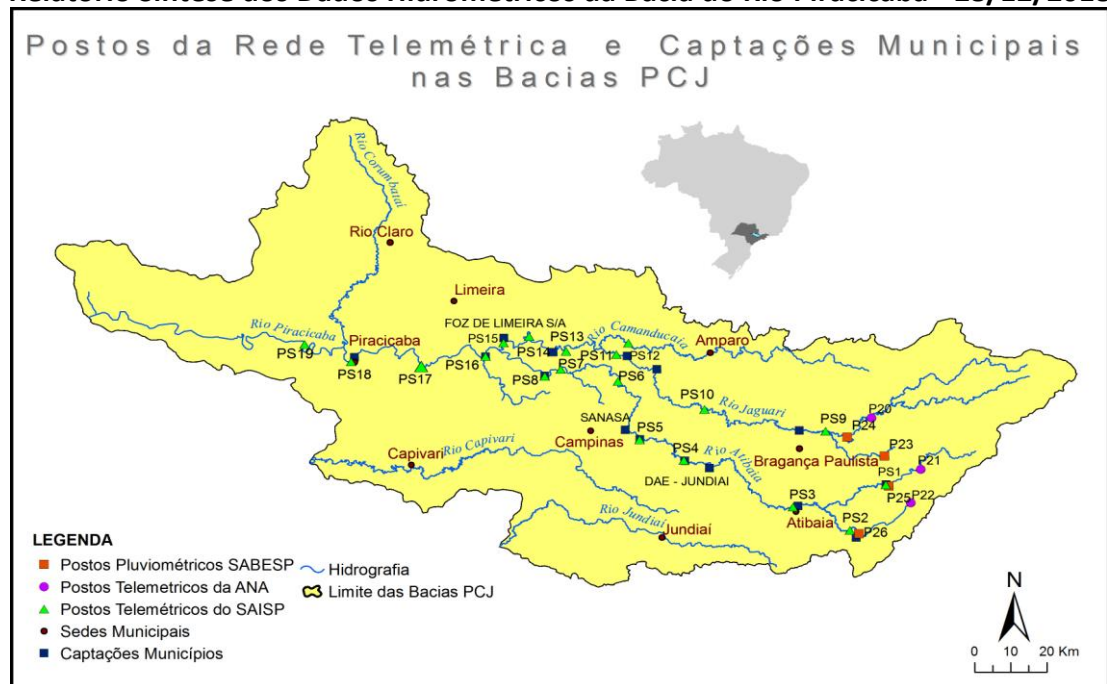 Relatório Síntese dos Dados Hidrométricos da Bacia do Rio Piracicaba
Postos da Rede Telemétrica e Captações Municipais
nas Bacias PCJ
Rio Corumbataí
Rio Claro
Limeira
FOZ DE LIMEIRA S/A
Rio Camanducaia
Rio Piracicaba
Piracicaba
PS15
PS13
PS14
PS11
PS12
Amparo
PS19
PS18
PS17
PS16
PS8
PS7
PS6
PS10
Rio Jaguari
PS9
P20
P24
SANASA
PS5
Campinas
Rio Capivari
Capivari
PS4
Rio Atibaia
DAE - JUNDIAI
Bragança Paulista
P23
PS1
P21
P25
P22
PS3
Atibaia
PS2
P26
Rio Jundiaí
Jundiaí
LEGENDA
Postos Pluviométricos SABESP
Postos Telemetricos da ANA
Postos Telemétricos do SAISP
Sedes Municipais
Captações Municípios
Hidrografia
Limite das Bacias PCJ
N
0 10 20 Km